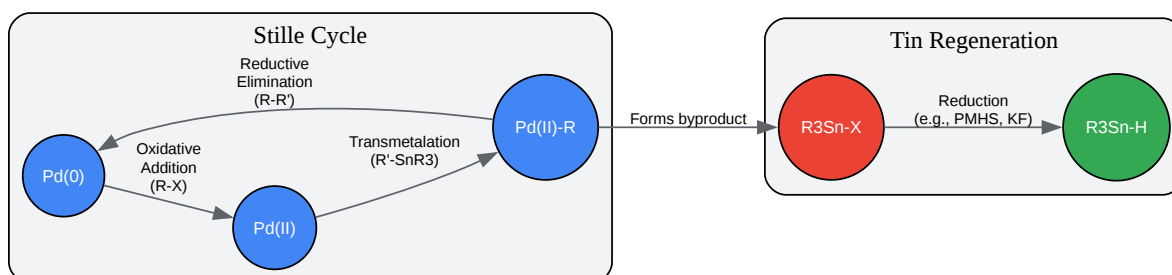 Stille Cycle
Reductive
Elimination
(R-R')
Pd(0)
Oxidative
Addition
(R-X)
Pd(II)
Transmetalation
(R'-SnR3)
Pd(II)-R
Forms byproduct
Tin Regeneration
R3Sn-X
Reduction
(e.g., PMHS, KF)
R3Sn-H